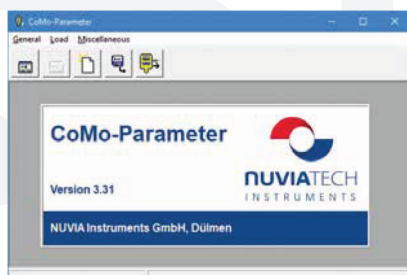 CoMo-Parameter
General Load Miscellaneous
CoMo-Parameter
Version 3.31
NUVIATECH
INSTRUMENTS
NUVIA Instruments GmbH, Dülmen